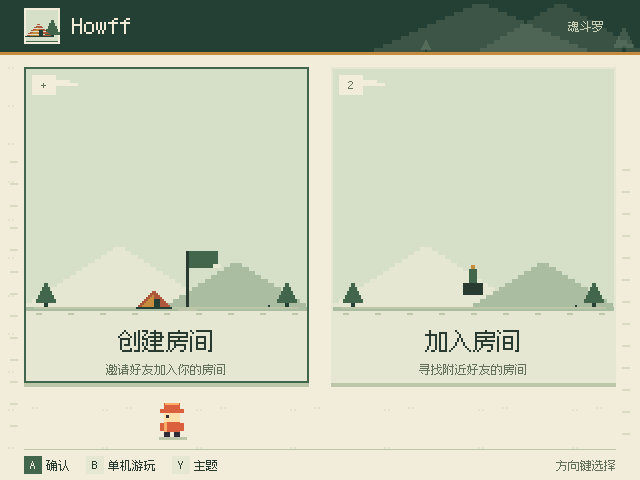 Howff
魂斗罗
+
2
创建房间
邀请好友加入你的房间
加入房间
寻找附近好友的房间
A 确认 B 单机游玩 Y 主题
方向键选择